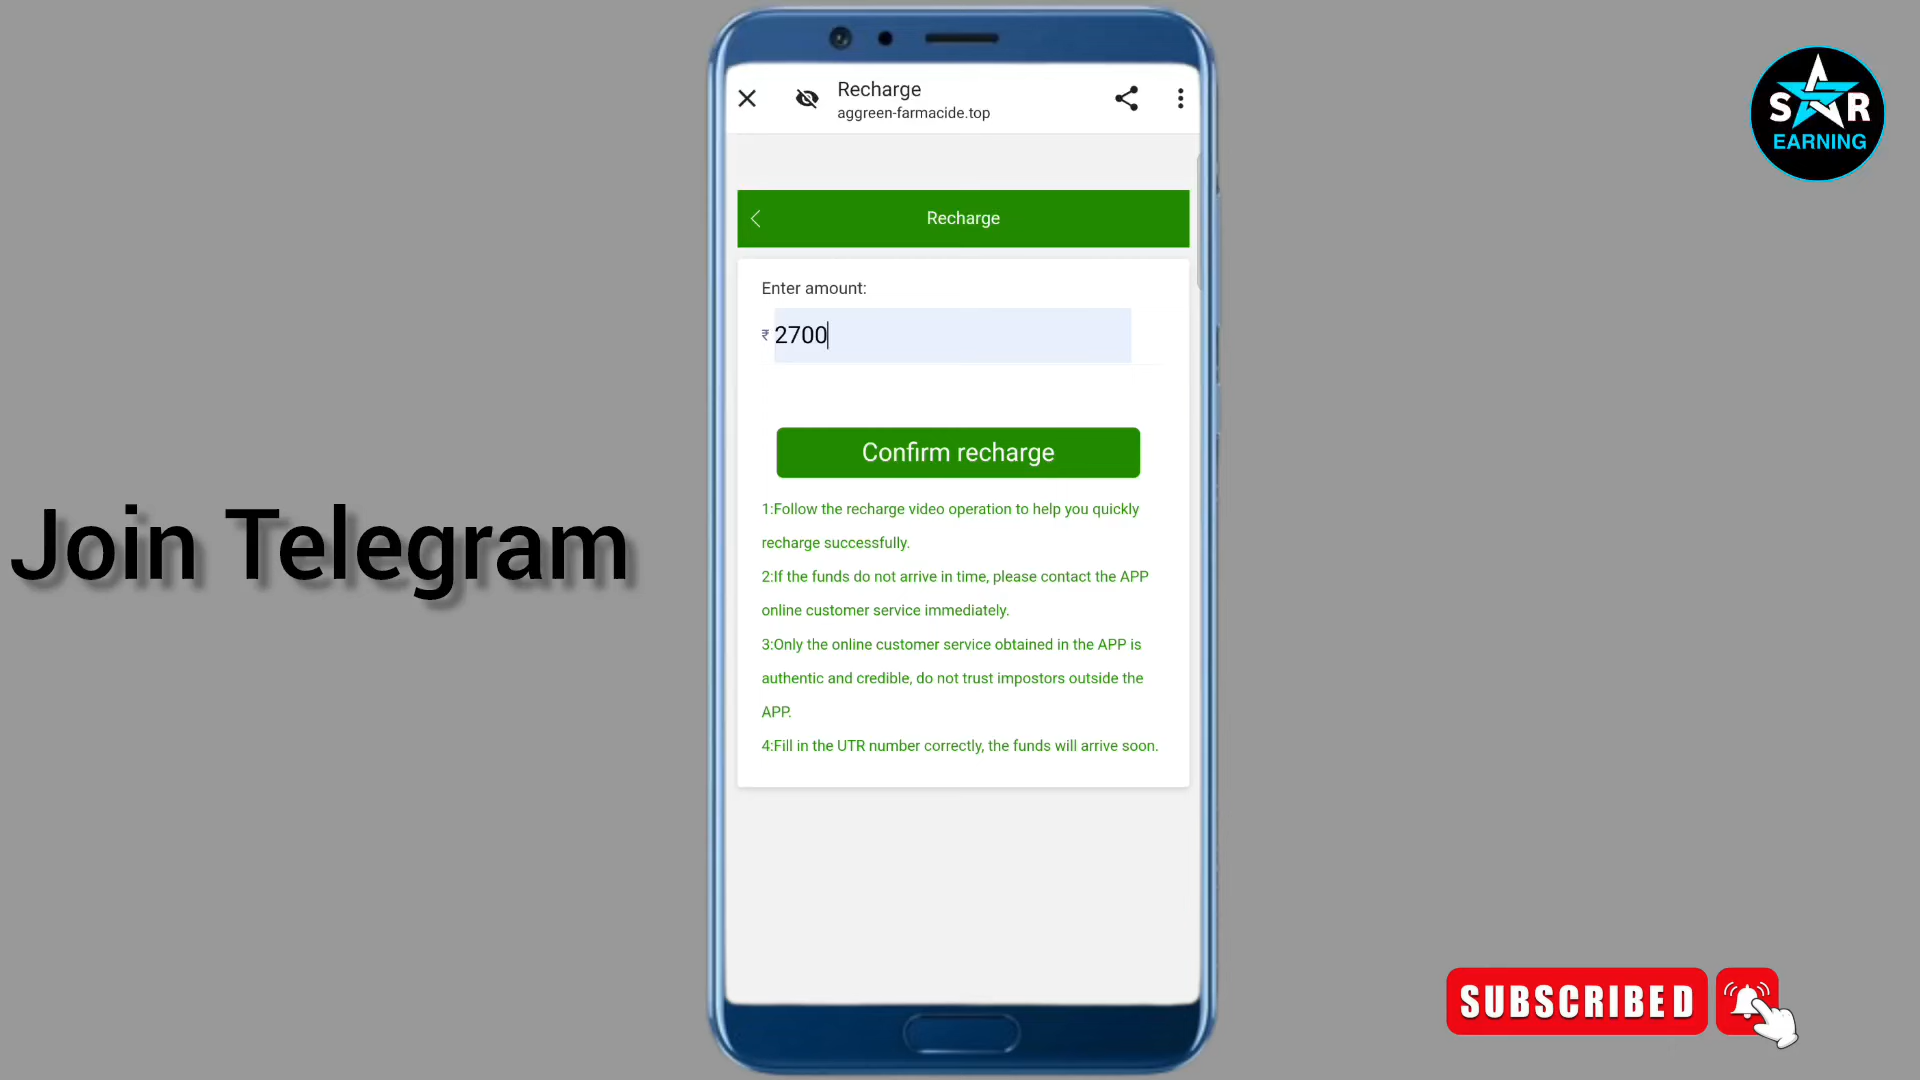 Recharge
aggreen-farmacide.top
STAR
EARNING
Recharge
Enter amount:
₹ 2700
Confirm recharge
1:Follow the recharge video operation to help you quickly
recharge successfully.
2:If the funds do not arrive in time, please contact the APP
online customer service immediately.
3:Only the online customer service obtained in the APP is
authentic and credible, do not trust impostors outside the
APP.
4:Fill in the UTR number correctly, the funds will arrive soon.
Join Telegram
SUBSCRIBED